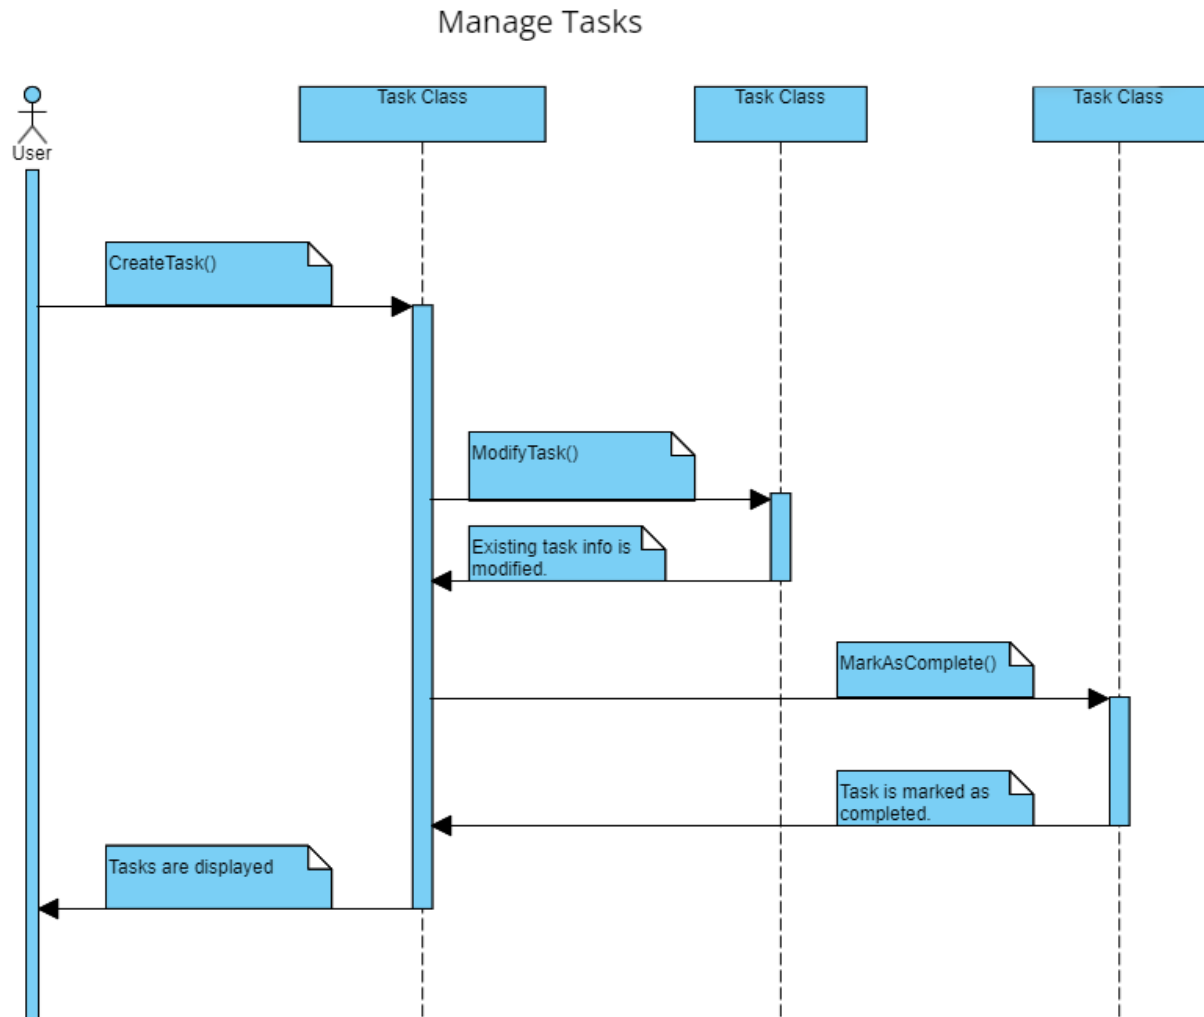 Manage Tasks
Task Class
Task Class
Task Class
User
CreateTask()
ModifyTask()
Existing task info is
modified.
MarkAsComplete()
Task is marked as
completed.
Tasks are displayed